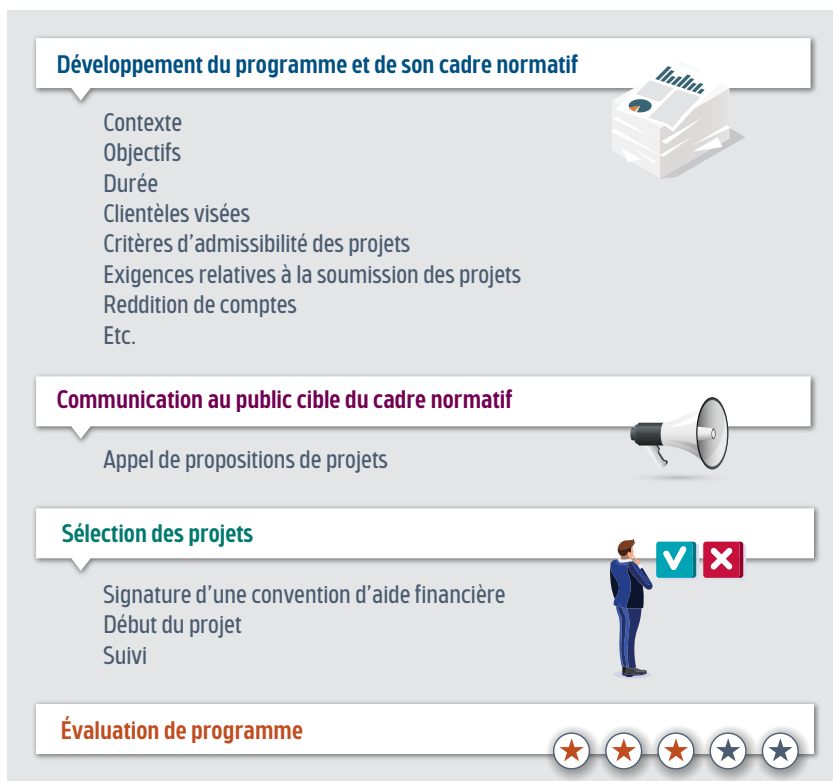 Développement du programme et de son cadre normatif
Contexte
Objectifs
Durée
Clientèles visées
Critères d'admissibilité des projets
Exigences relatives à la soumission des projets
Reddition de comptes
Etc.
Communication au public cible du cadre normatif
Appel de propositions de projets
Sélection des projets
Signature d'une convention d'aide financière
Début du projet
Suivi
Évaluation de programme